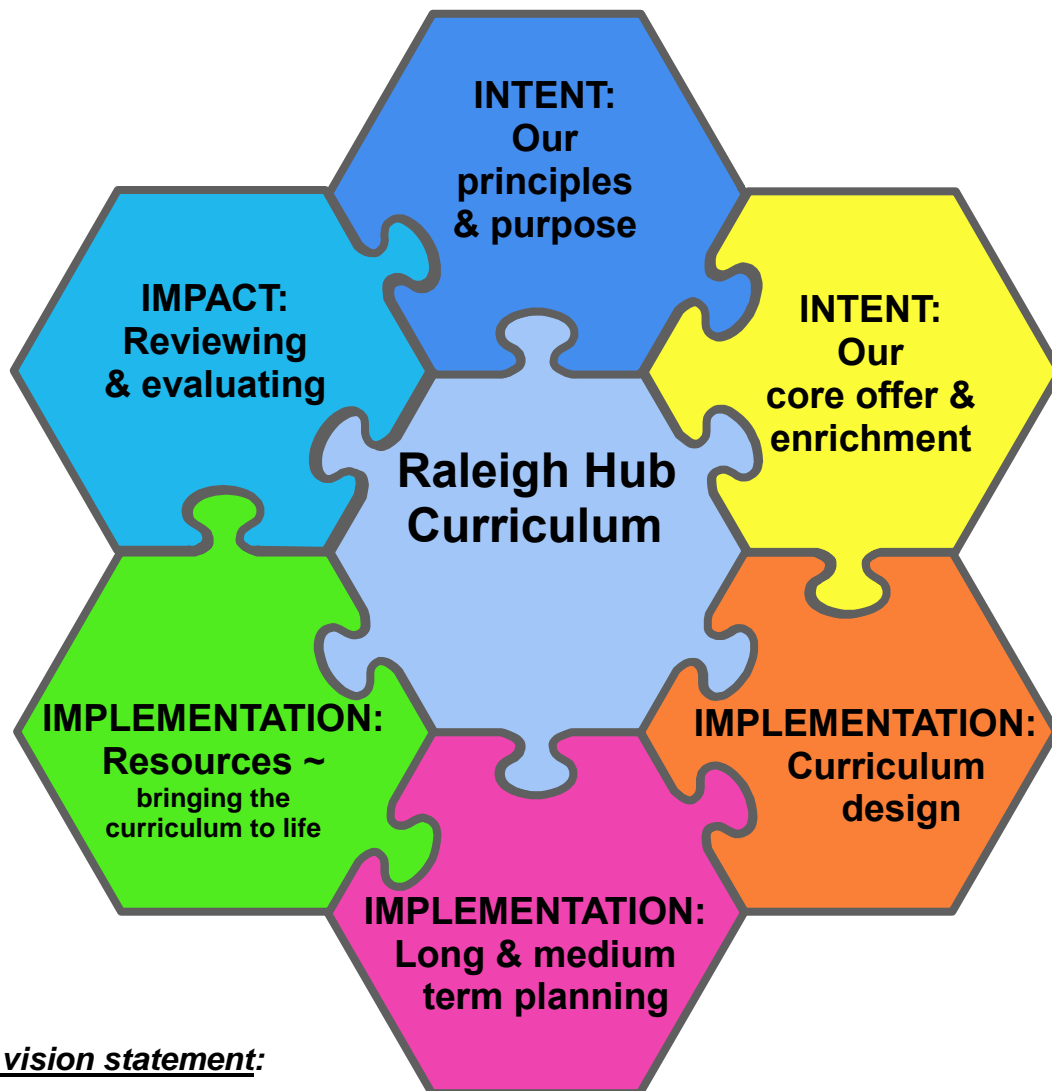 INTENT:
Our
principles
& purpose
IMPACT:
Reviewing
& evaluating
INTENT:
Our
core offer &
enrichment
Raleigh Hub
Curriculum
IMPLEMENTATION:
Resources ~
bringing the
curriculum to life
IMPLEMENTATION:
Curriculum
design
IMPLEMENTATION:
Long & medium
term planning
vision statement: